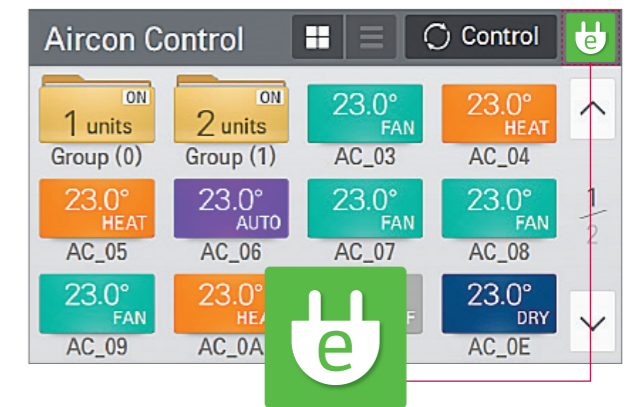 Aircon Control
Control
e
ON
1 units
Group (0)
ON
2 units
Group (1)
23.0°
FAN
AC_03
23.0°
HEAT
AC_04
23.0°
HEAT
AC_05
23.0°
AUTO
AC_06
23.0°
FAN
AC_07
23.0°
FAN
AC_08
1
2
23.0°
FAN
AC_09
23.0°
AC_0A
e
23.0°
DRY
AC_0E